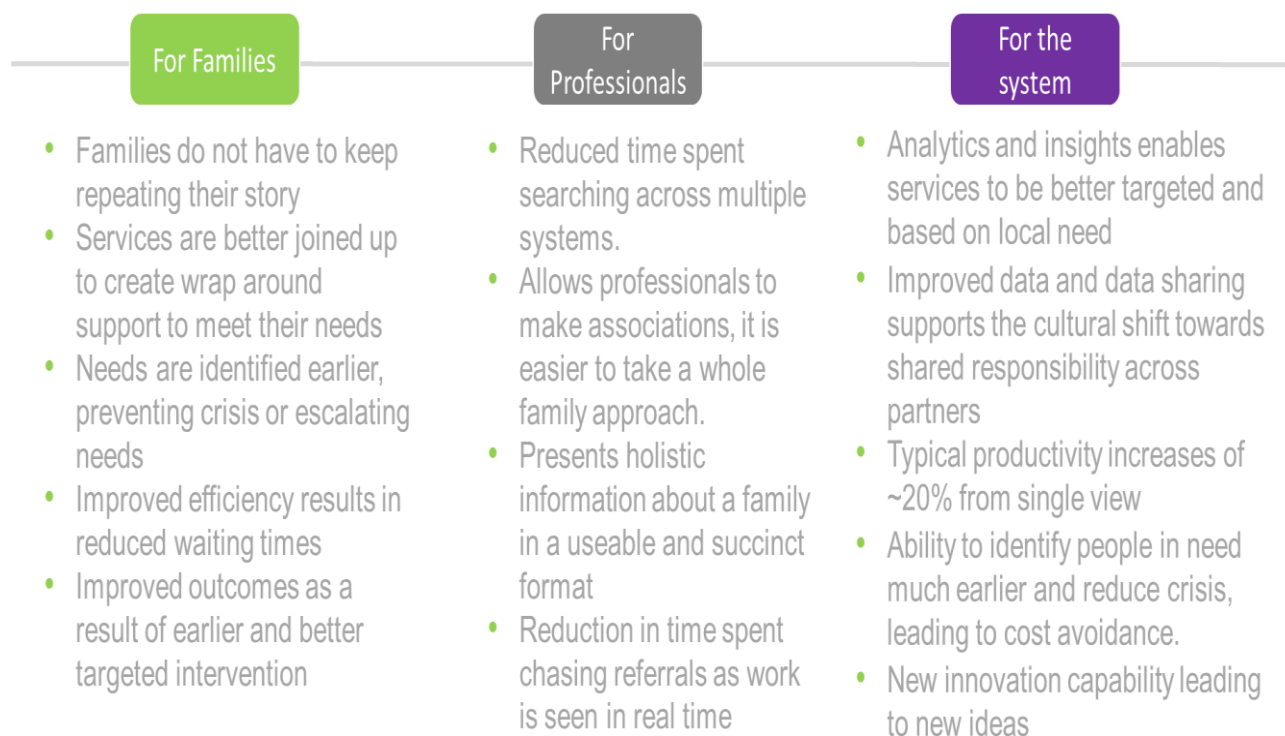 For Families
• Families do not have to keep
repeating their story
• Services are better joined up
to create wrap around
support to meet their needs
• Needs are identified earlier,
preventing crisis or escalating
needs
• Improved efficiency results in
reduced waiting times
• Improved outcomes as a
result of earlier and better
targeted intervention
For
Professionals
• Reduced time spent
searching across multiple
systems.
• Allows professionals to
make associations, it is
easier to take a whole
family approach.
• Presents holistic
information about a family
in a useable and succinct
format
• Reduction in time spent
chasing referrals as work
is seen in real time
For the
system
• Analytics and insights enables
services to be better targeted and
based on local need
• Improved data and data sharing
supports the cultural shift towards
shared responsibility across
partners
• Typical productivity increases of
~20% from single view
• Ability to identify people in need
much earlier and reduce crisis,
leading to cost avoidance.
• New innovation capability leading
to new ideas